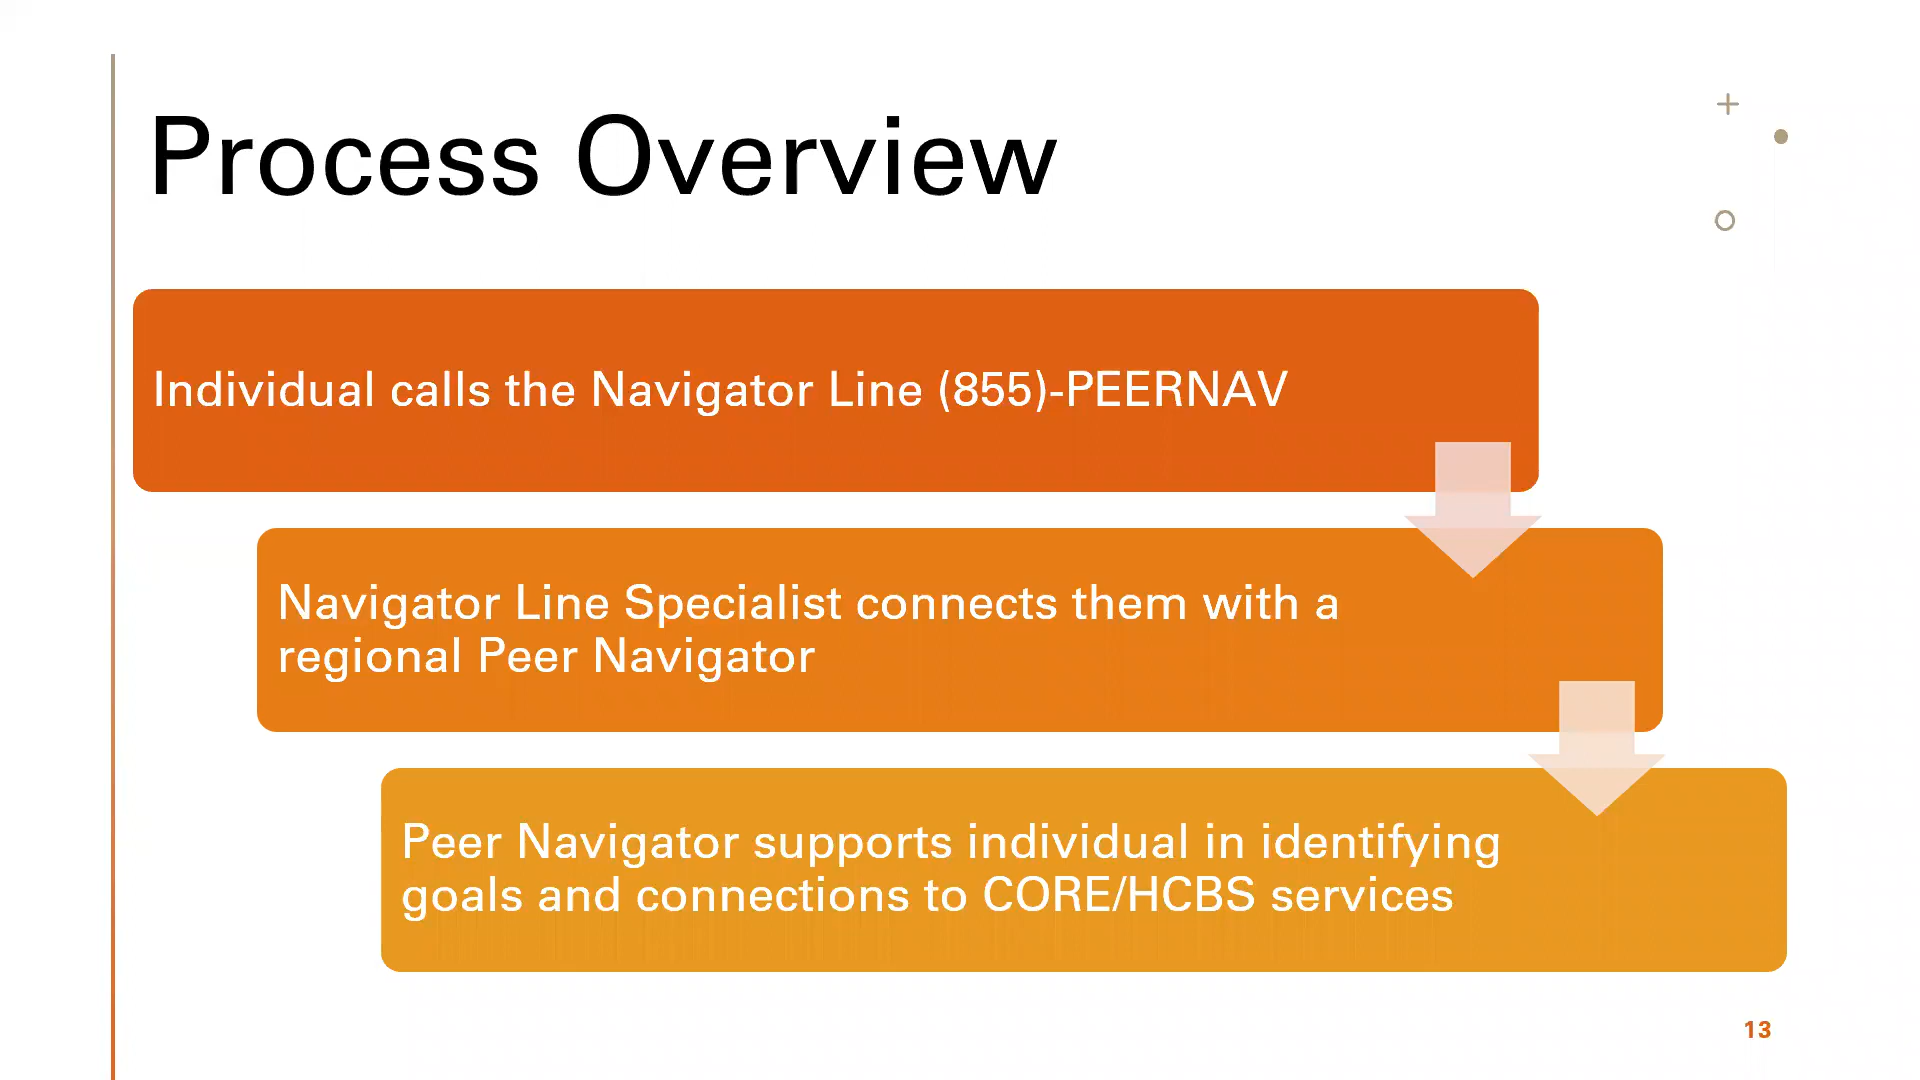 Process Overview
Individual calls the Navigator Line (855)-PEERNAV
Navigator Line Specialist connects them with a
regional Peer Navigator
Peer Navigator supports individual in identifying
goals and connections to CORE/HCBS services
13